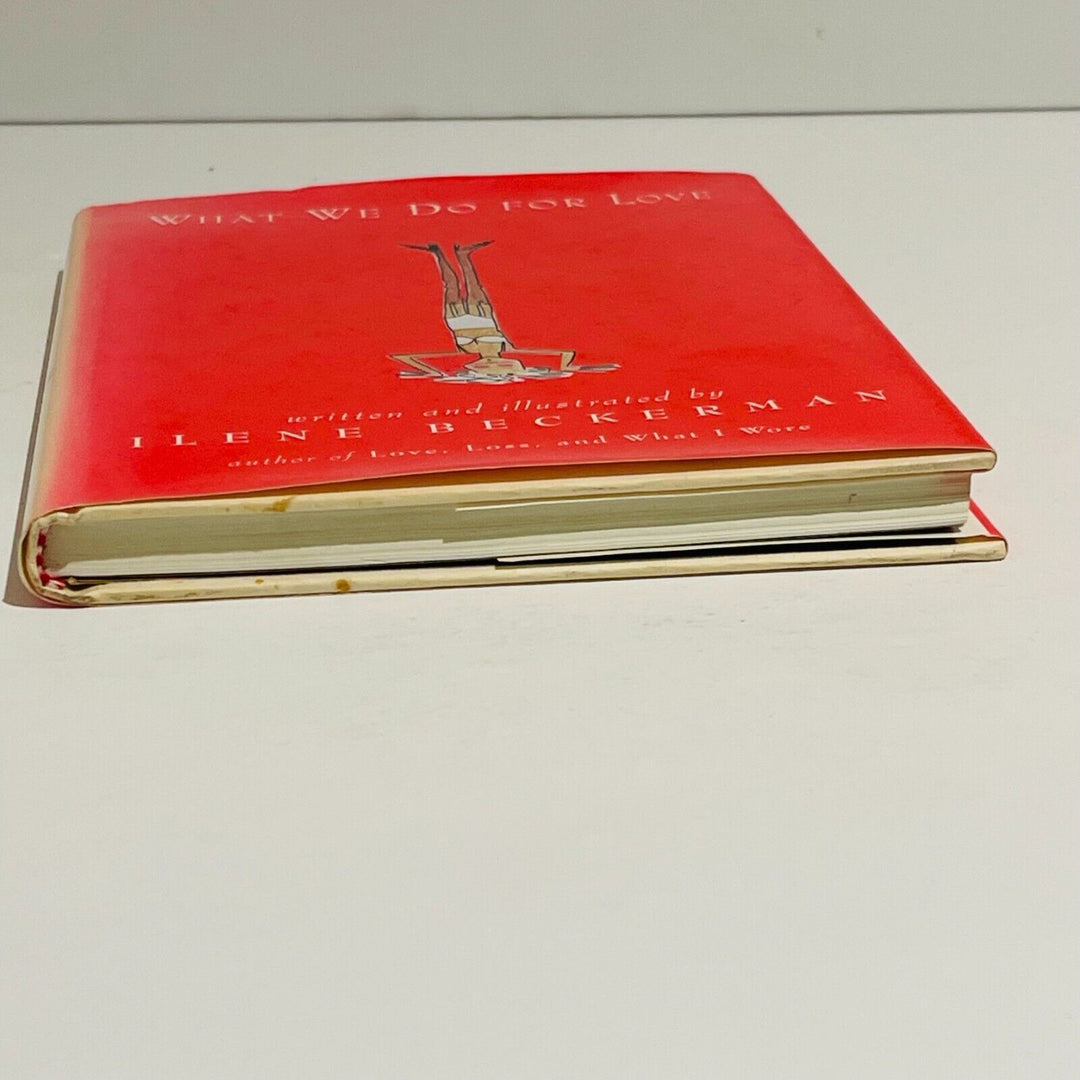 WHAT WE DO FOR LOVE
written and illustrated by
ILENE BECKERMAN
author of Love, Loss, and What I Wore